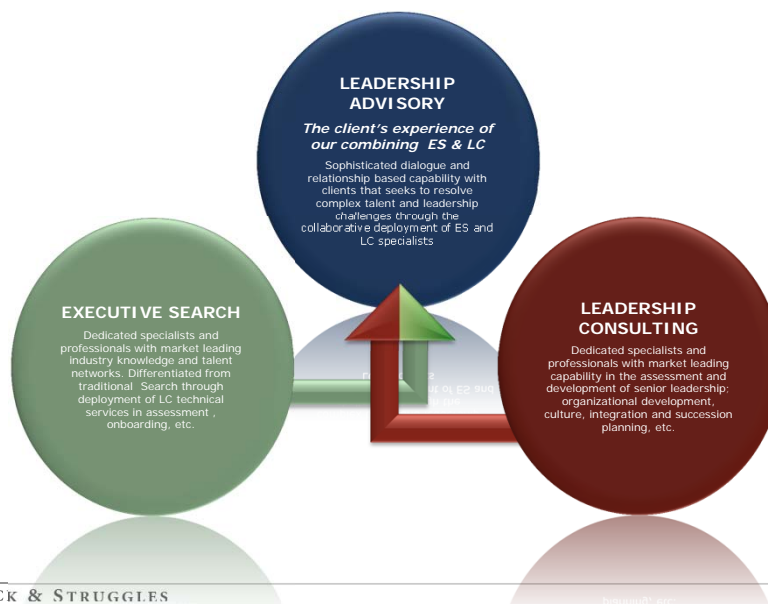 LEADERSHIP
ADVISORY
The client's experience of
our combining ES & LC
Sophisticated dialogue and
relationship based capability with
clients that seeks to resolve
complex talent and leadership
challenges through the
collaborative deployment of ES and
LC specialists
EXECUTIVE SEARCH
Dedicated specialists and
professionals with market leading
industry knowledge and talent
networks. Differentiated from
traditional Search through
deployment of LC technical
services in assessment ,
onboarding, etc.
LEADERSHIP
CONSULTING
Dedicated specialists and
professionals with market leading
capability in the assessment and
development of senior leadership;
organizational development,
culture, integration and succession
planning, etc.
CK & STRUGGLES